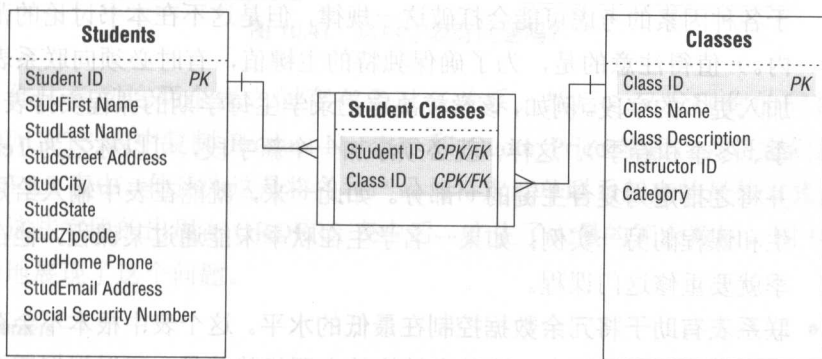 Students
Student ID PK
StudFirst Name
StudLast Name
StudStreet Address
StudCity
StudState
StudZipcode
StudHome Phone
StudEmail Address
Social Security Number
Student Classes
Student ID CPK/FK
Class ID CPK/FK
Classes
Class ID PK
Class Name
Class Description
Instructor ID
Category